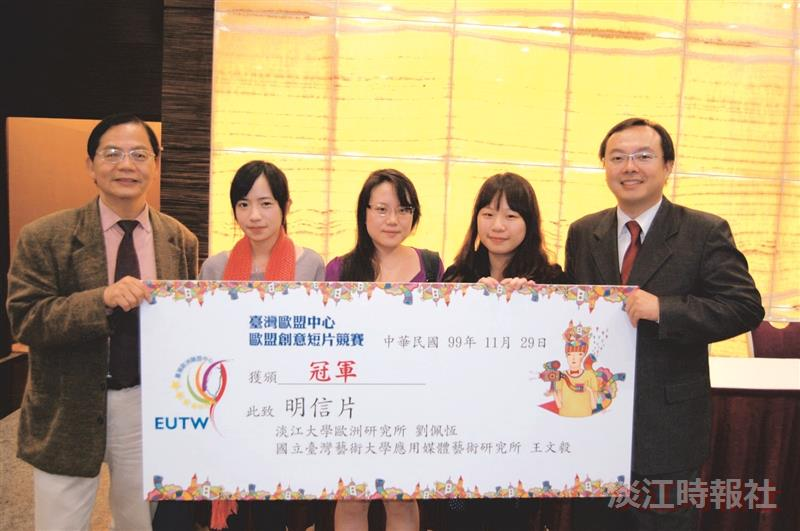 臺灣歐盟中心
歐盟創意短片競賽 中華民國 99年 11月 29日
獲頒 冠軍
此致 明信片
淡江大學歐洲研究所 劉佩恆
國立臺灣藝術大學應用媒體藝術研究所 王文毅
EUTW
淡江時報社